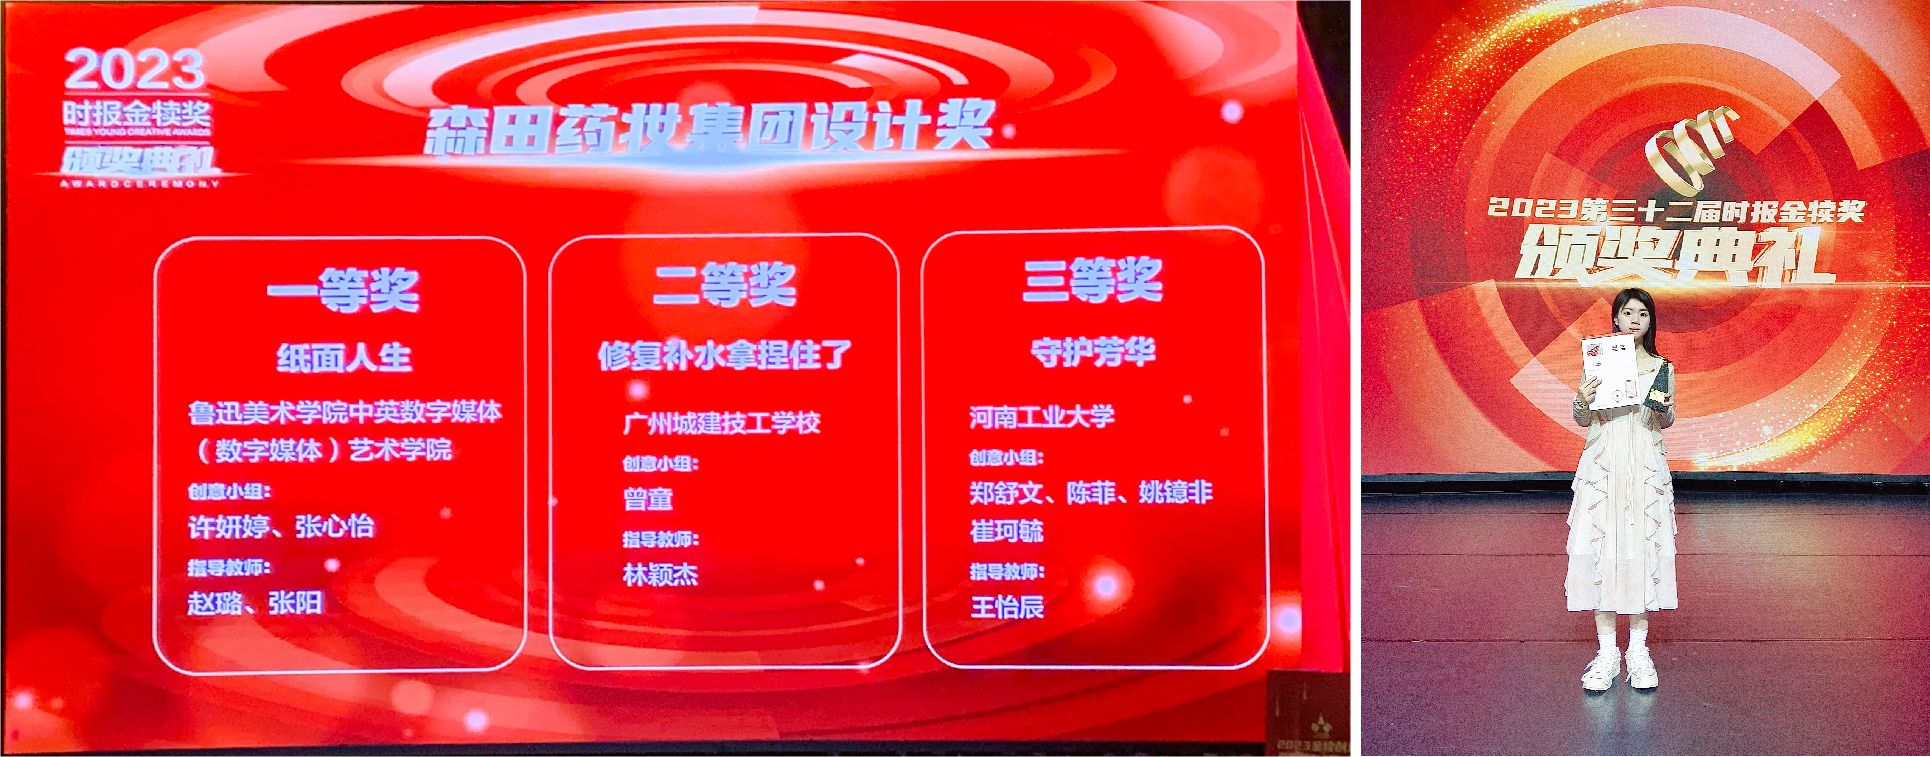 2023
时报金犊奖
TIMES YOUNG CREATIVE AWARDS
颁奖典礼
AWARD CEREMONY
森田药妆集团设计奖
一等奖
纸面人生
鲁迅美术学院中英数字媒体
（数字媒体）艺术学院
创意小组:
许妍婷、张心怡
指导教师:
赵璐、张阳
二等奖
修复补水拿捏住了
广州城建技工学校
创意小组:
曾童
指导教师:
林颖杰
三等奖
守护芳华
河南工业大学
创意小组:
郑舒文、陈菲、姚镱非
崔珂毓
指导教师:
王怡辰
2023第三十二届时报金犊奖
颁奖典礼